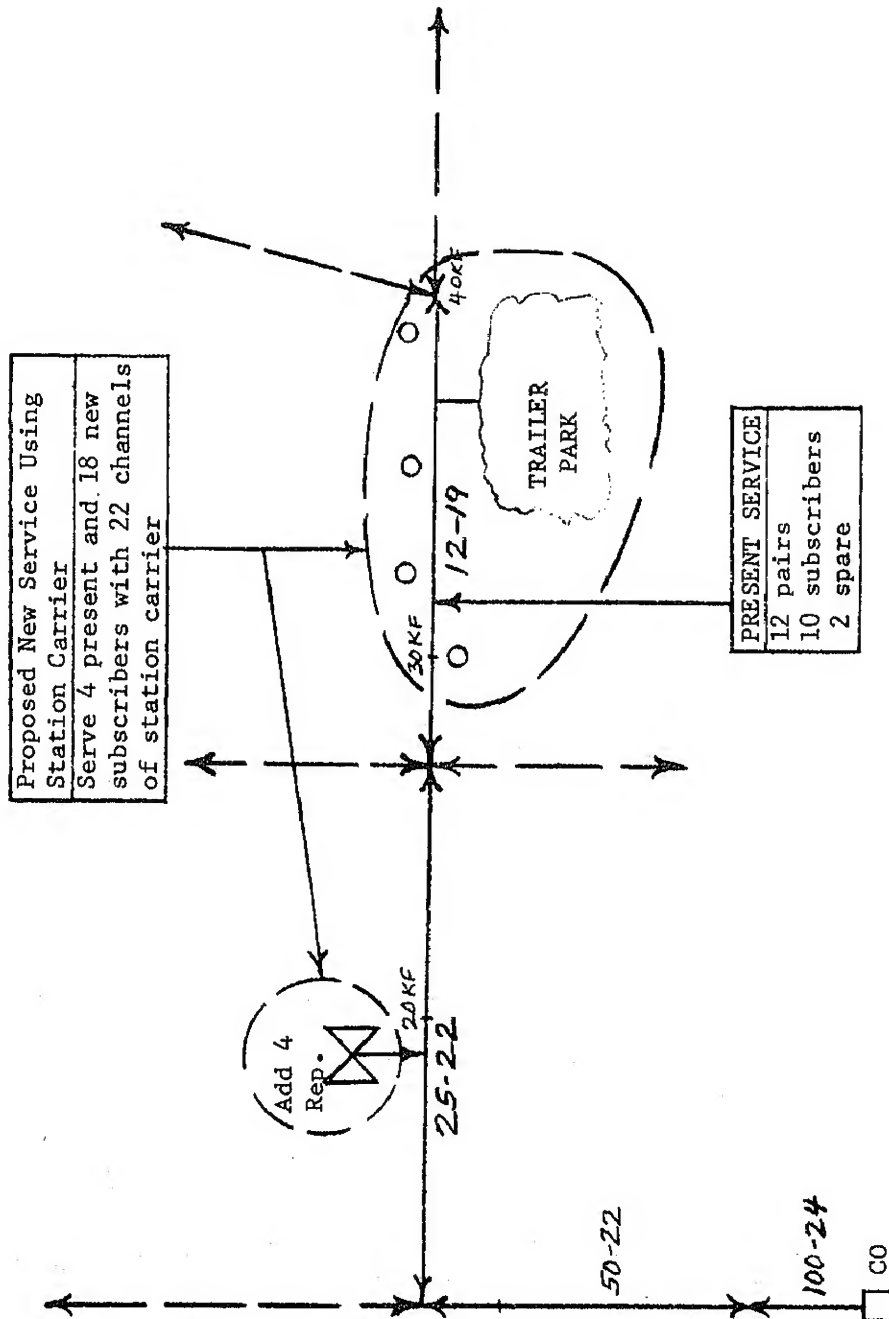 Proposed New Service Using
Station Carrier
Serve 4 present and 18 new
subscribers with 22 channels
of station carrier
Add 4
Rep.
20KF
25-22
30KF
12-19
40KF
TRAILER
PARK
PRESENT SERVICE
12 pairs
10 subscribers
2 spare
50-22
100-24
CO